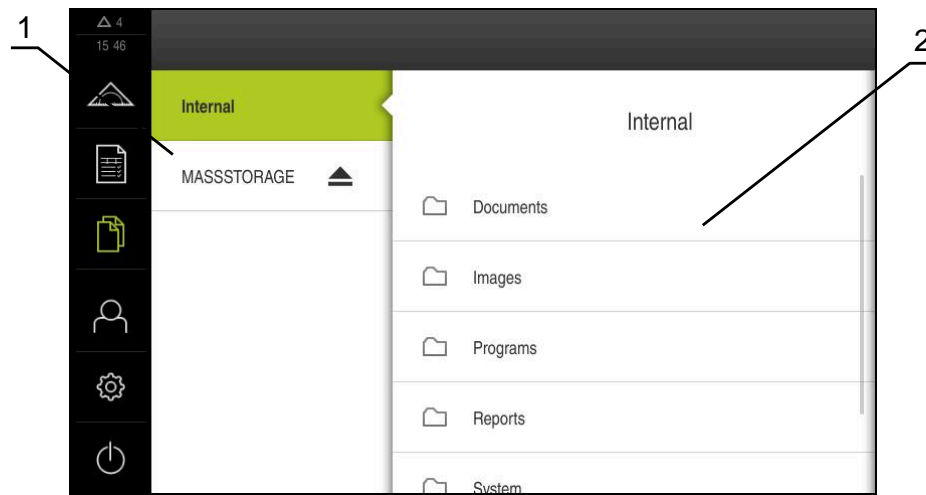 1
2
4
15 46
Internal
MASSSTORAGE
Internal
Documents
Images
Programs
Reports
System